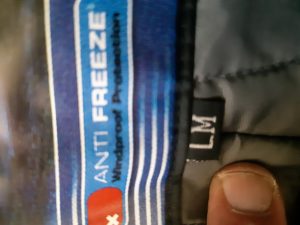 ANTI FREEZE
Windproof Protection
x
LM